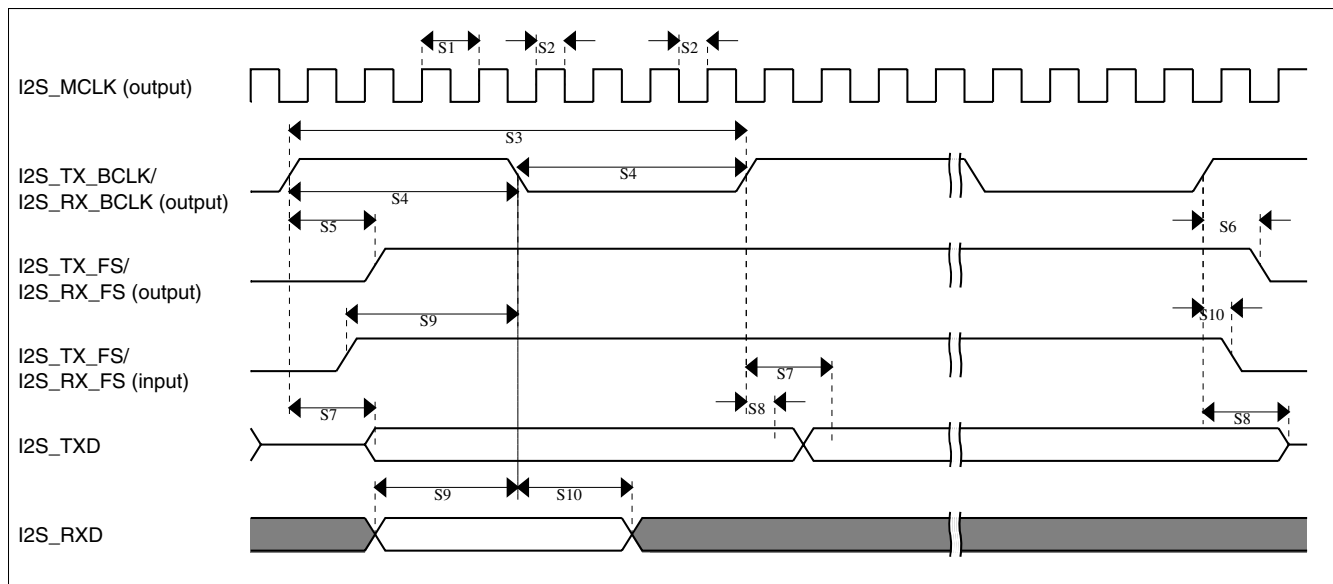 S1
S2
S2
I2S_MCLK (output)
S3
I2S_TX_BCLK/
I2S_RX_BCLK (output)
S4
S4
S5
S6
I2S_TX_FS/
I2S_RX_FS (output)
S9
S10
I2S_TX_FS/
I2S_RX_FS (input)
S7
S7
S8
S8
I2S_TXD
S9
S10
I2S_RXD